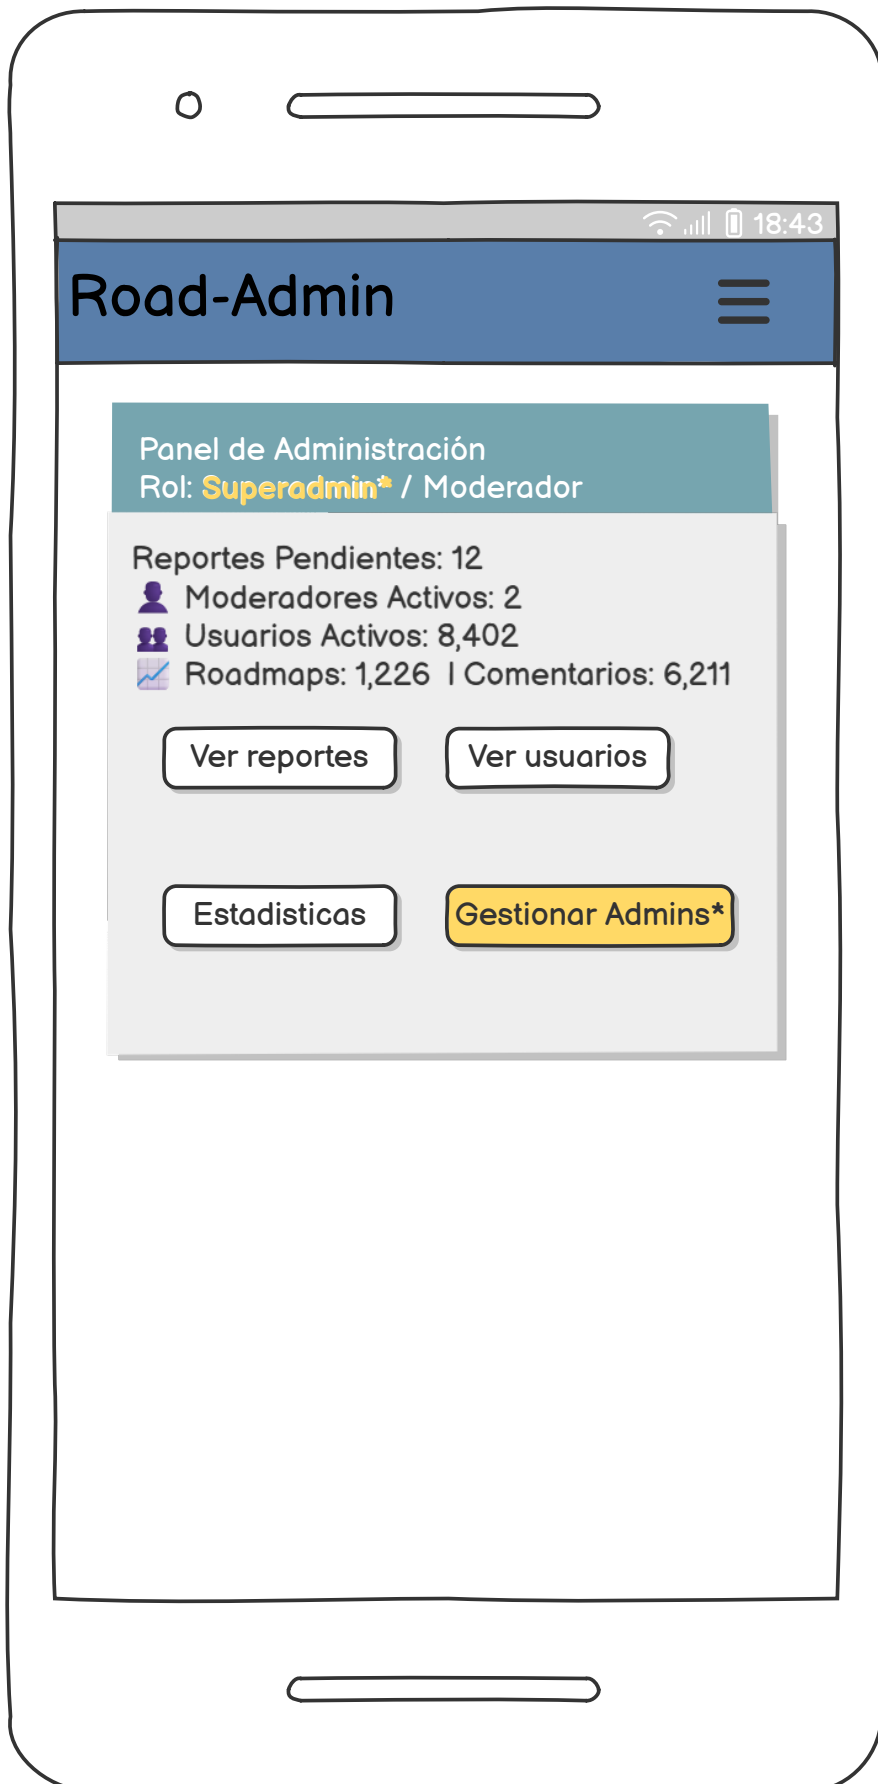 18:43
Road-Admin
Panel de Administración
Rol: Superadmin* / Moderador
Reportes Pendientes: 12
Moderadores Activos: 2
Usuarios Activos: 8,402
Roadmaps: 1,226 | Comentarios: 6,211
Ver reportes
Ver usuarios
Estadisticas
Gestionar Admins*